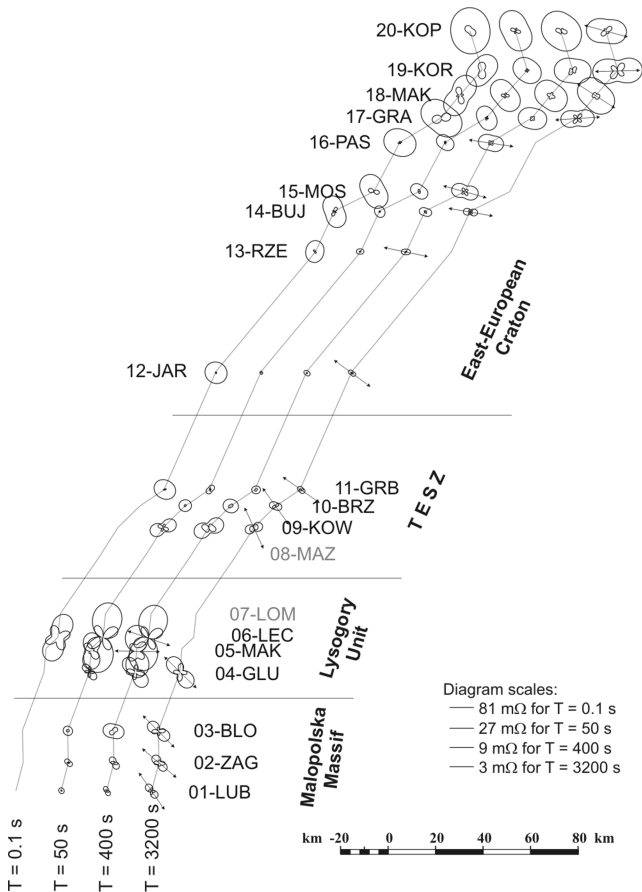 20-KOP
19-KOR
18-MAK
17-GRA
16-PAS
15-MOS
14-BUJ
13-RZE
East-European
Craton
12-JAR
11-GRB
10-BRZ
09-KOW
08-MAZ
TESZ
07-LOM
06-LEC
05-MAK
04-GLU
Lysogory
Unit
03-BLO
02-ZAG
01-LUB
Malopolska
Massif
Diagram scales:
81 mΩ for T = 0.1 s
27 mΩ for T = 50 s
9 mΩ for T = 400 s
3 mΩ for T = 3200 s
T = 0.1 s
T = 50 s
T = 400 s
T = 3200 s
km -20 0 20 40 60 80 km